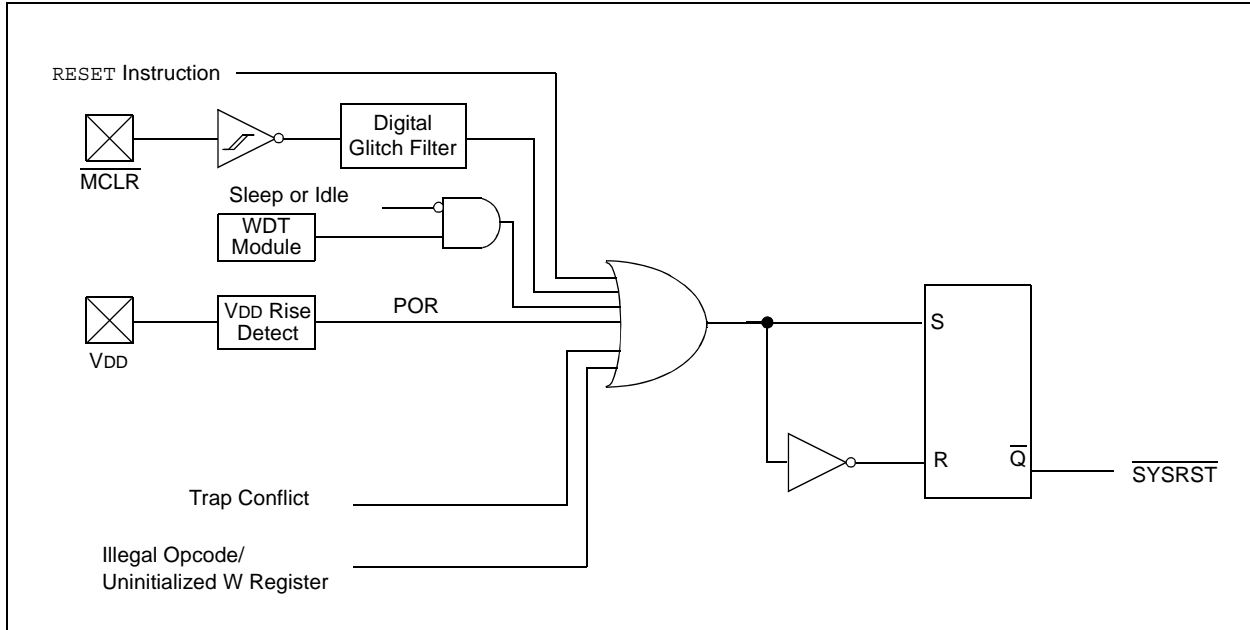 RESET Instruction
Digital
Glitch Filter
MCLR
Sleep or Idle
WDT
Module
VDD Rise
Detect
POR
VDD
S
R
Q
SYSRST
Trap Conflict
Illegal Opcode/
Uninitialized W Register